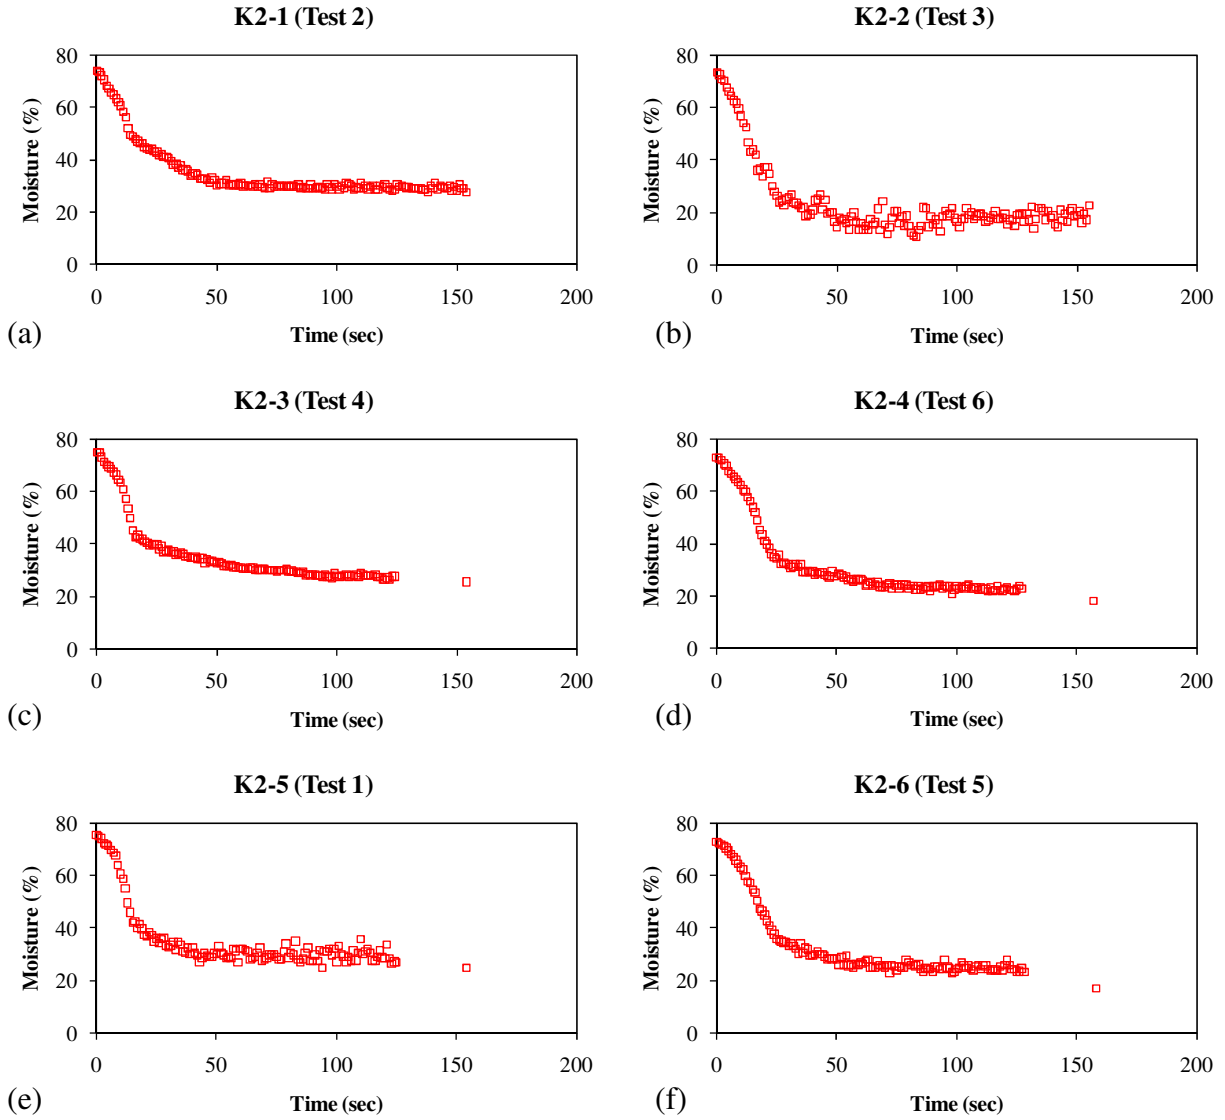 K2-1 (Test 2)
80
60
40
20
0
Moisture (%)
0 50 100 150 200
Time (sec)
(a)
K2-2 (Test 3)
80
60
40
20
0
Moisture (%)
0 50 100 150 200
Time (sec)
(b)
K2-3 (Test 4)
80
60
40
20
0
Moisture (%)
0 50 100 150 200
Time (sec)
(c)
K2-4 (Test 6)
80
60
40
20
0
Moisture (%)
0 50 100 150 200
Time (sec)
(d)
K2-5 (Test 1)
80
60
40
20
0
Moisture (%)
0 50 100 150 200
Time (sec)
(e)
K2-6 (Test 5)
80
60
40
20
0
Moisture (%)
0 50 100 150 200
Time (sec)
(f)